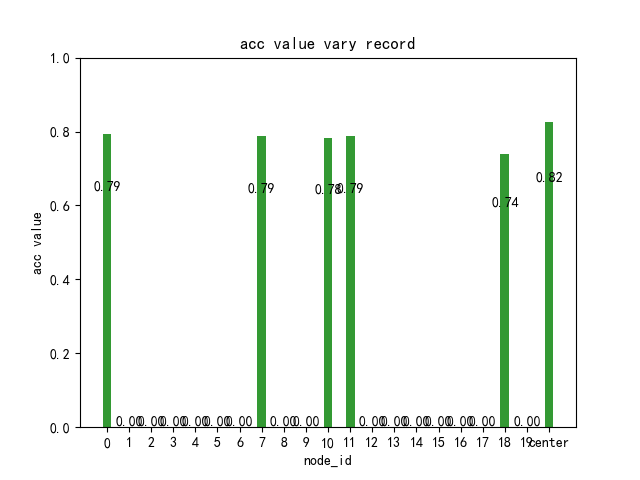 acc value vary record
1.0
0.8
0.6
0.4
0.2
0.0
acc value
0.79 0.00 0.00 0.00 0.00 0.00 0.00 0.79 0.00 0.00 0.78 0.79 0.00 0.00 0.00 0.00 0.00 0.00 0.74 0.00 0.82
0 1 2 3 4 5 6 7 8 9 10 11 12 13 14 15 16 17 18 19 center
node_id